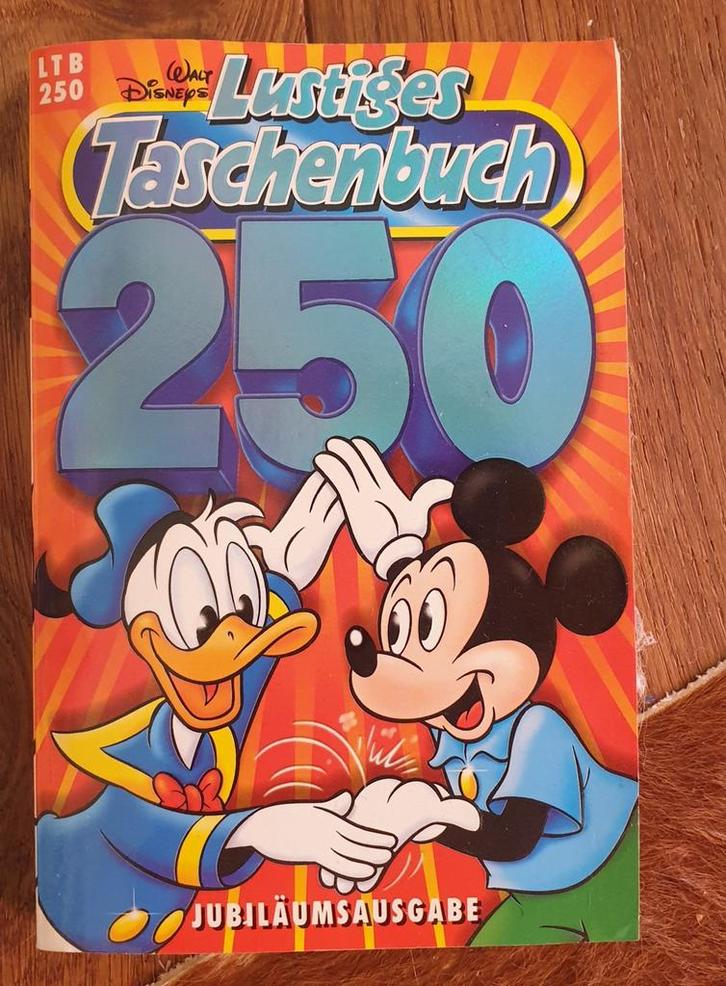 LTB
250
WALT
DISNEYS
Lustiges
Taschenbuch
250
JUBILÄUMSAUSGABE